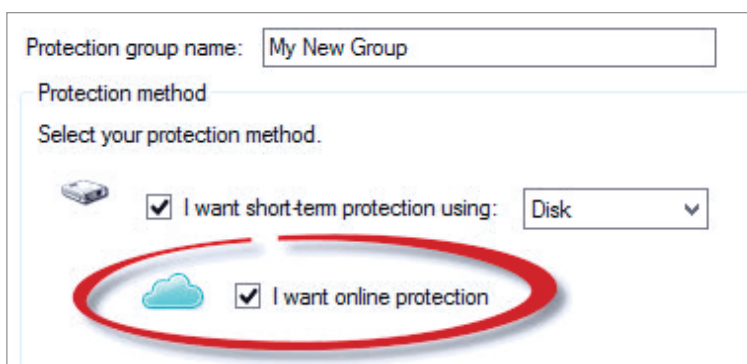 Protection group name: My New Group
Protection method
Select your protection method.
I want short-term protection using: Disk
I want online protection